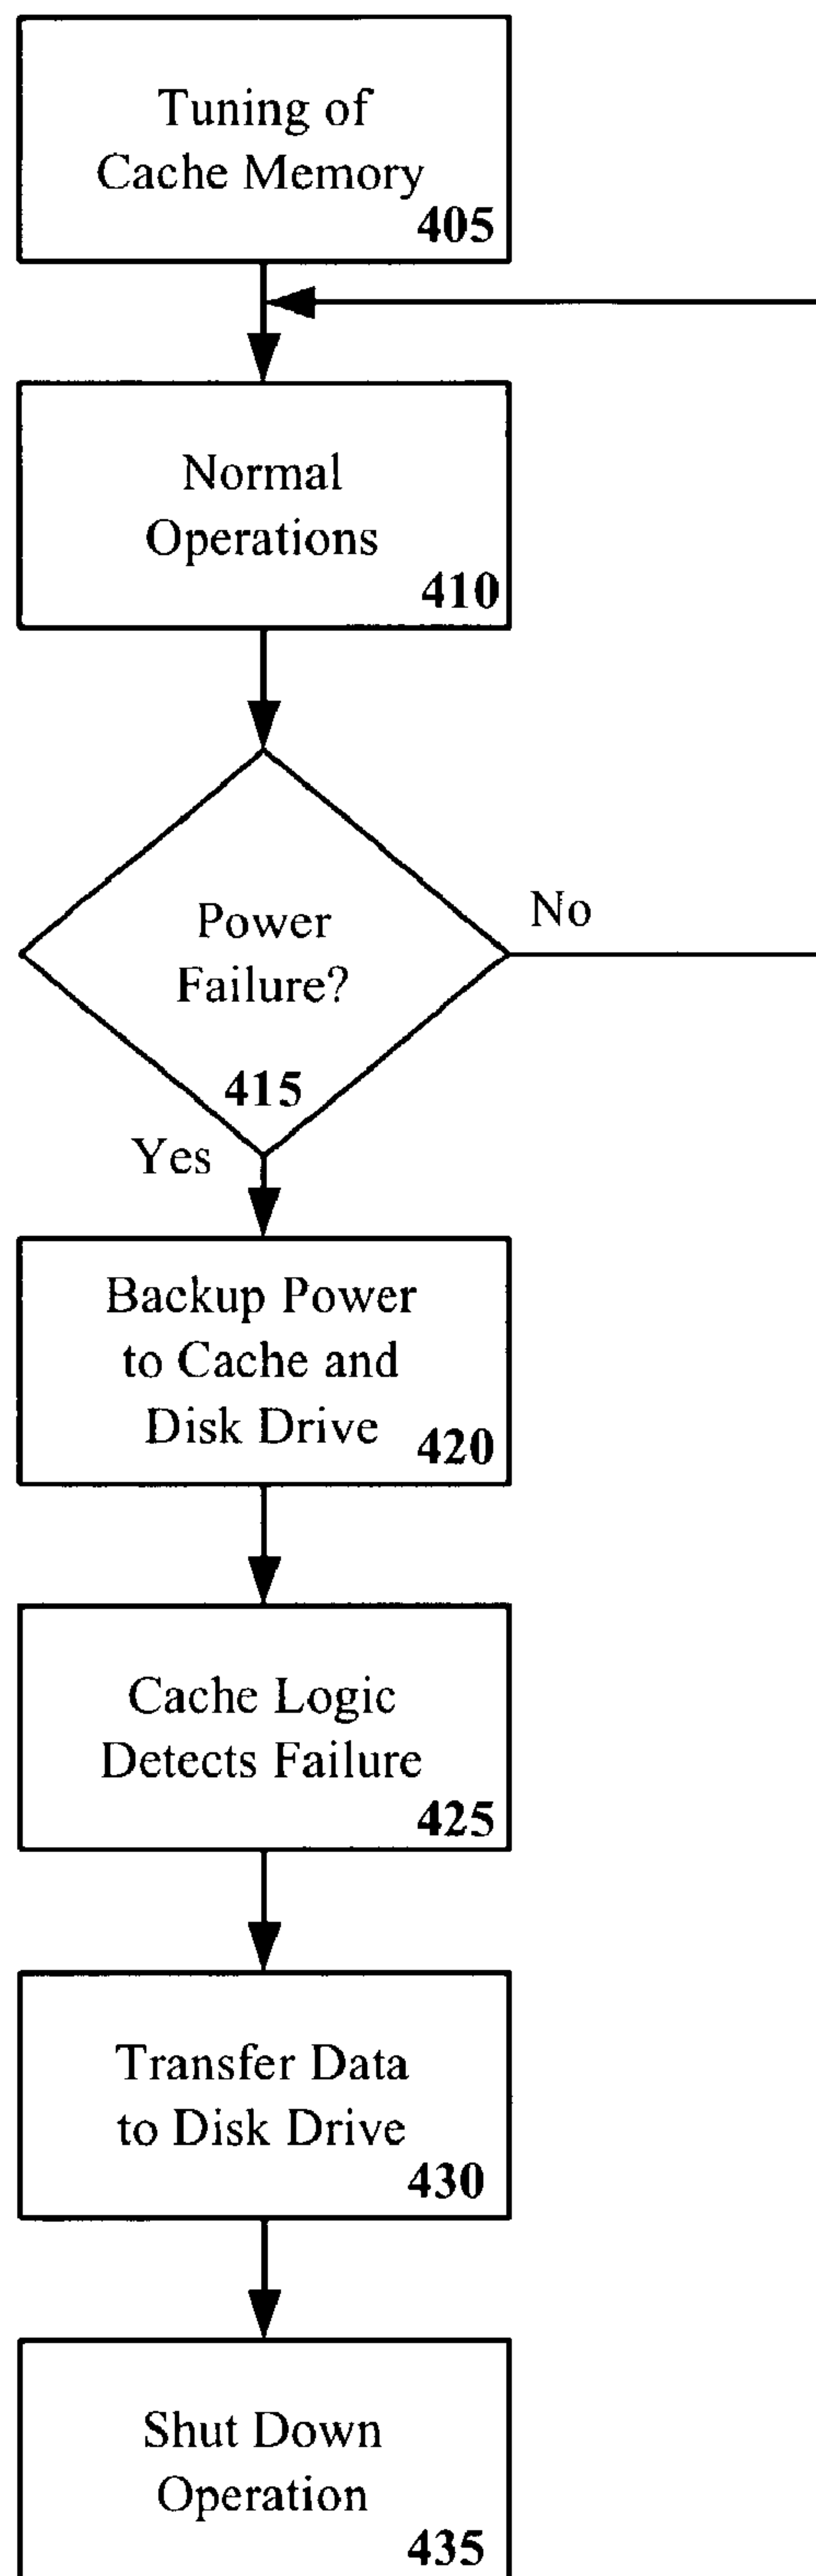 Tuning of
Cache Memory
405
Normal
Operations
410
Power
Failure?
415
No
Yes
Backup Power
to Cache and
Disk Drive
420
Cache Logic
Detects Failure
425
Transfer Data
to Disk Drive
430
Shut Down
Operation
435